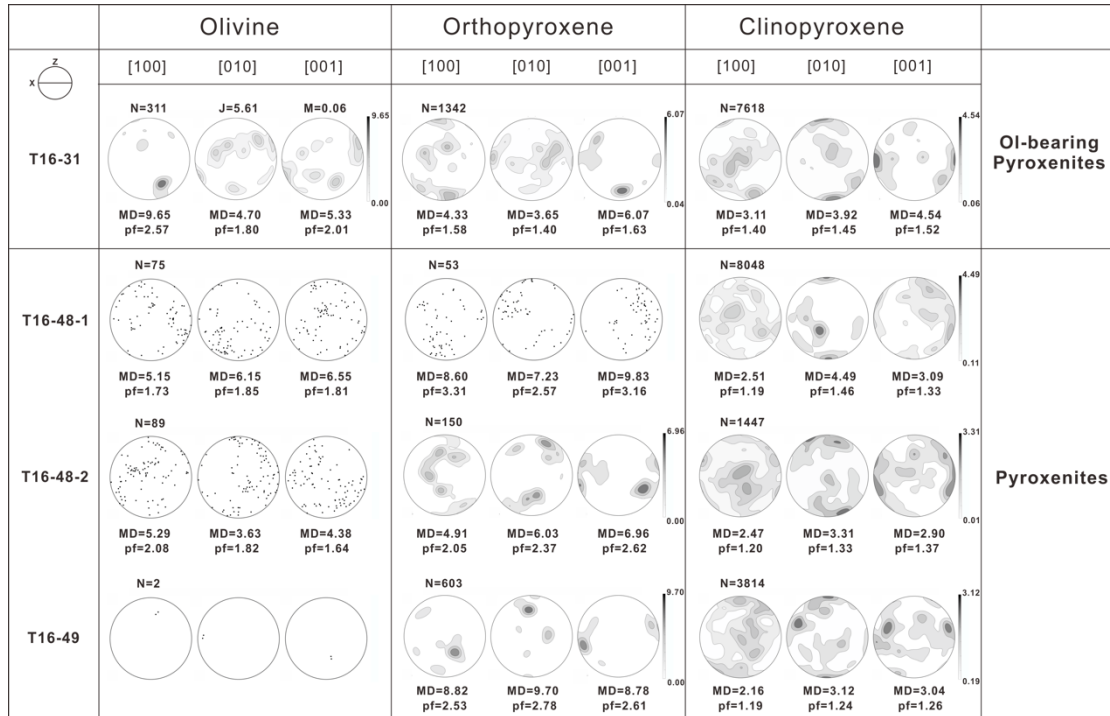 Olivine Orthopyroxene Clinopyroxene
Z
X
[100] [010] [001] [100] [010] [001] [100] [010] [001]
N=311 J=5.61 M=0.06 9.65 N=1342 6.07 N=7618 4.54
T16-31
Ol-bearing
Pyroxenites
0.00 0.04 0.06
MD=9.65 MD=4.70 MD=5.33 MD=4.33 MD=3.65 MD=6.07 MD=3.11 MD=3.92 MD=4.54
pf=2.57 pf=1.80 pf=2.01 pf=1.58 pf=1.40 pf=1.63 pf=1.40 pf=1.45 pf=1.52
N=75 N=53 N=8048 4.49
T16-48-1
0.11
MD=5.15 MD=6.15 MD=6.55 MD=8.60 MD=7.23 MD=9.83 MD=2.51 MD=4.49 MD=3.09
pf=1.73 pf=1.85 pf=1.81 pf=3.31 pf=2.57 pf=3.16 pf=1.19 pf=1.46 pf=1.33
N=89 N=150 6.96 N=1447 3.31
T16-48-2 Pyroxenites
0.00 0.01
MD=5.29 MD=3.63 MD=4.38 MD=4.91 MD=6.03 MD=6.96 MD=2.47 MD=3.31 MD=2.90
pf=2.08 pf=1.82 pf=1.64 pf=2.05 pf=2.37 pf=2.62 pf=1.20 pf=1.33 pf=1.37
N=2 N=603 9.70 N=3814 3.12
T16-49
0.00 0.19
MD=8.82 MD=9.70 MD=8.78 MD=2.16 MD=3.12 MD=3.04
pf=2.53 pf=2.78 pf=2.61 pf=1.19 pf=1.24 pf=1.26